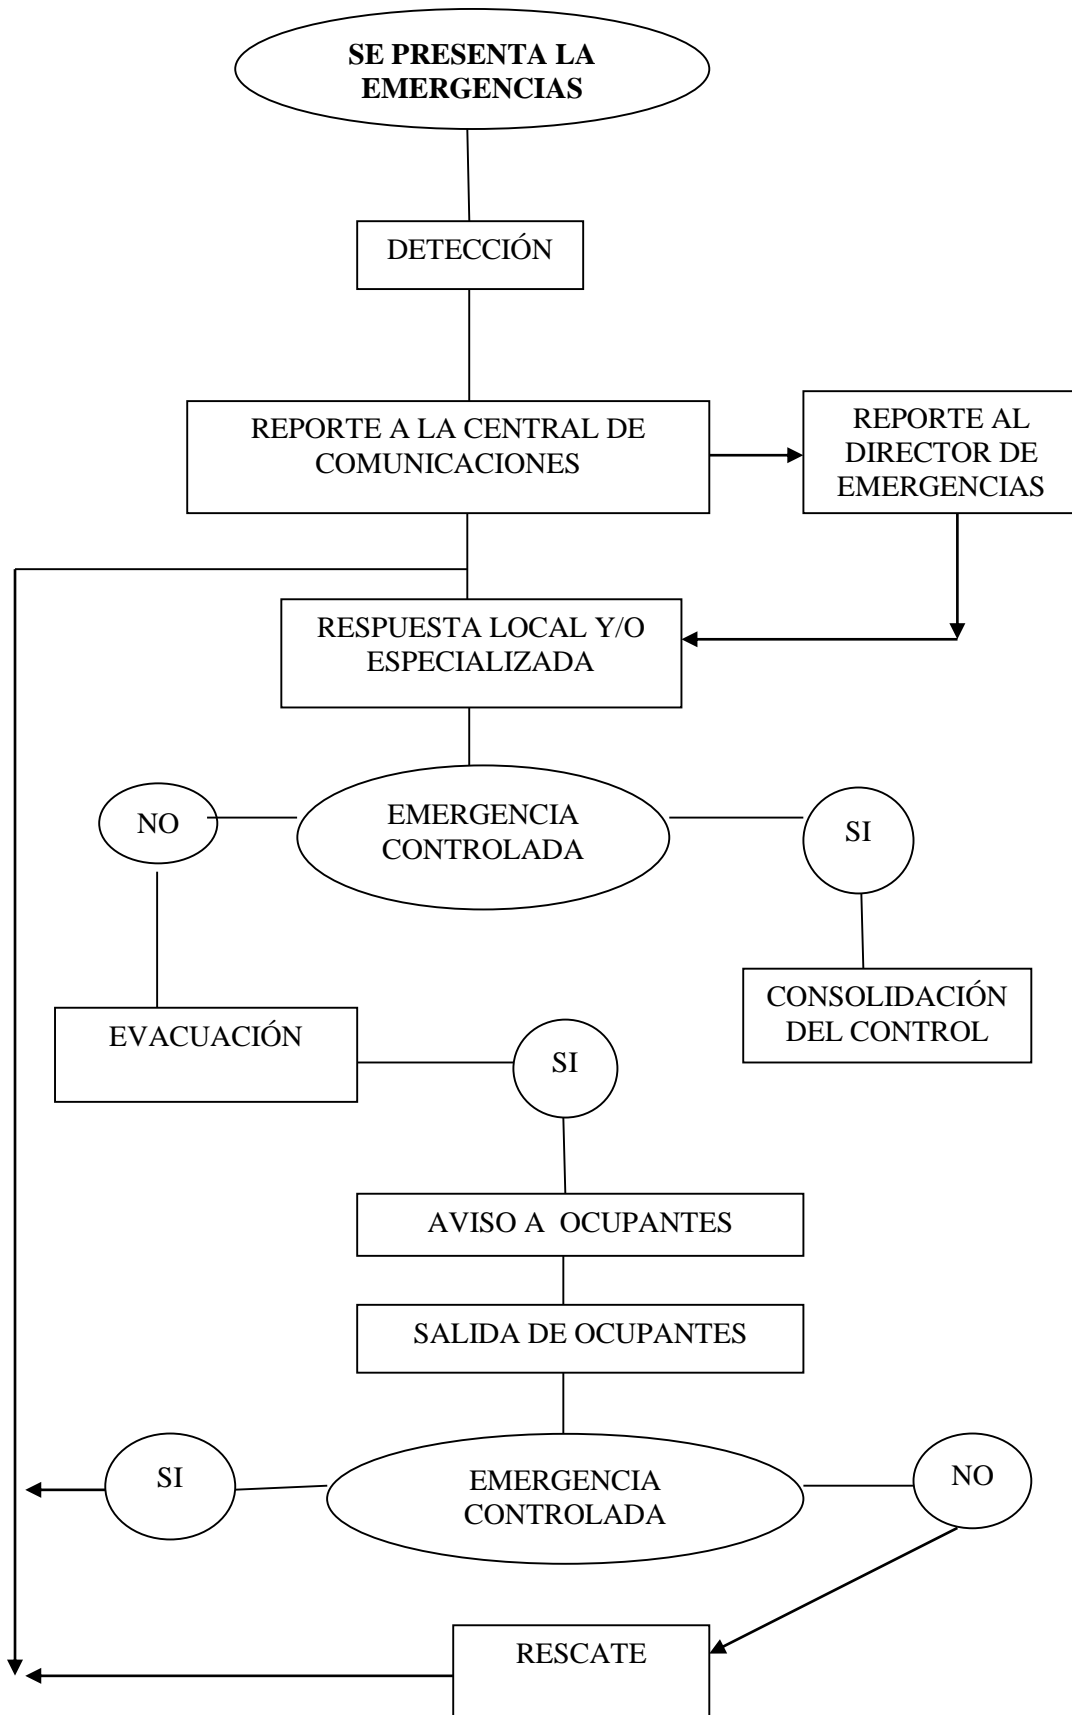 SE PRESENTA LA
EMERGENCIAS
DETECCIÓN
REPORTE A LA CENTRAL DE
COMUNICACIONES
REPORTE AL
DIRECTOR DE
EMERGENCIAS
RESPUESTA LOCAL Y/O
ESPECIALIZADA
NO
EMERGENCIA
CONTROLADA
SI
CONSOLIDACIÓN
DEL CONTROL
EVACUACIÓN
SI
AVISO A  OCUPANTES
SALIDA DE OCUPANTES
SI
EMERGENCIA
CONTROLADA
NO
RESCATE